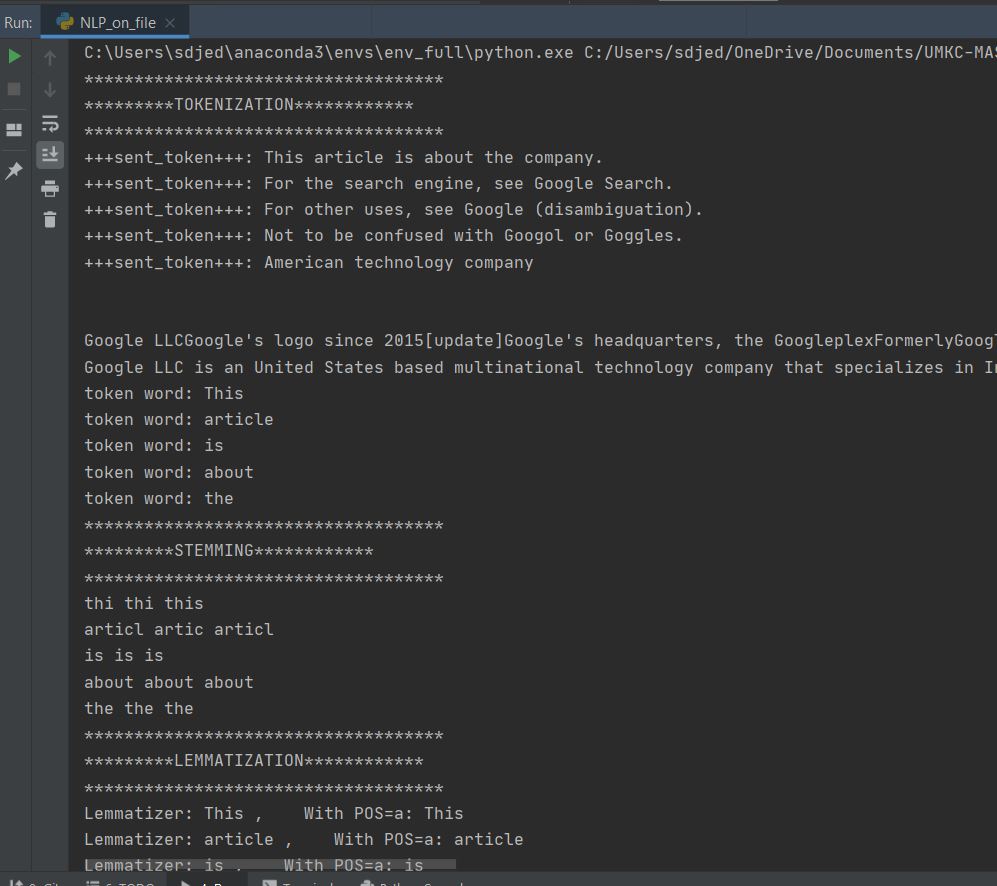 Run: NLP_on_file
C:\Users\sdjed\anaconda3\envs\env_full\python.exe C:/Users/sdjed/OneDrive/Documents/UMKC-MAS
************************************
*********TOKENIZATION************
************************************
+++sent_token+++: This article is about the company.
+++sent_token+++: For the search engine, see Google Search.
+++sent_token+++: For other uses, see Google (disambiguation).
+++sent_token+++: Not to be confused with Googol or Goggles.
+++sent_token+++: American technology company
Google LLCGoogle's logo since 2015[update]Google's headquarters, the GoogleplexFormerlyGoogl
Google LLC is an United States based multinational technology company that specializes in In
token word: This
token word: article
token word: is
token word: about
token word: the
************************************
*********STEMMING************
************************************
thi thi this
articl artic articl
is is is
about about about
the the the
************************************
*********LEMMATIZATION************
************************************
Lemmatizer: This ,    With POS=a: This
Lemmatizer: article ,    With POS=a: article
Lemmatizer: is ,    With POS=a: is